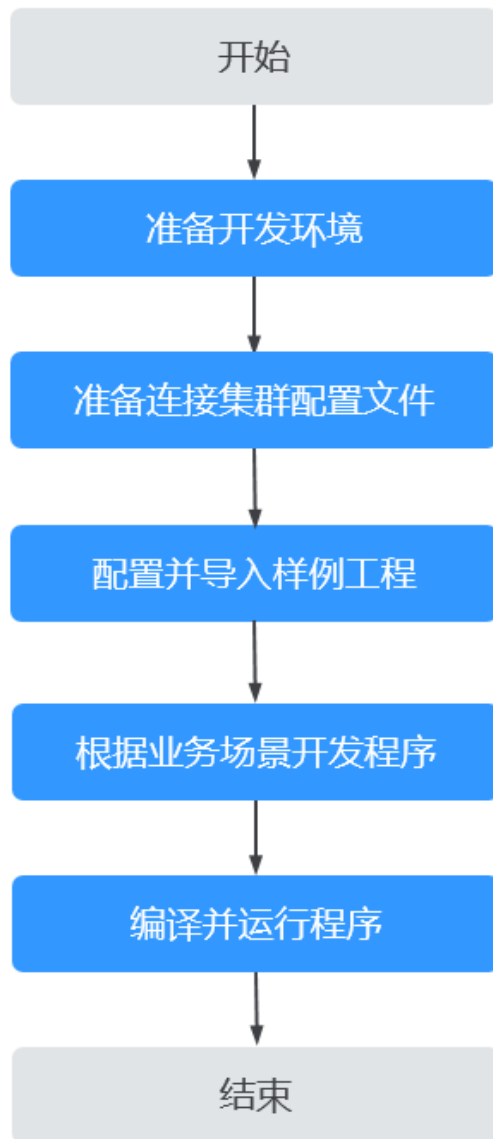 开始
准备开发环境
准备连接集群配置文件
配置并导入样例工程
根据业务场景开发程序
编译并运行程序
结束